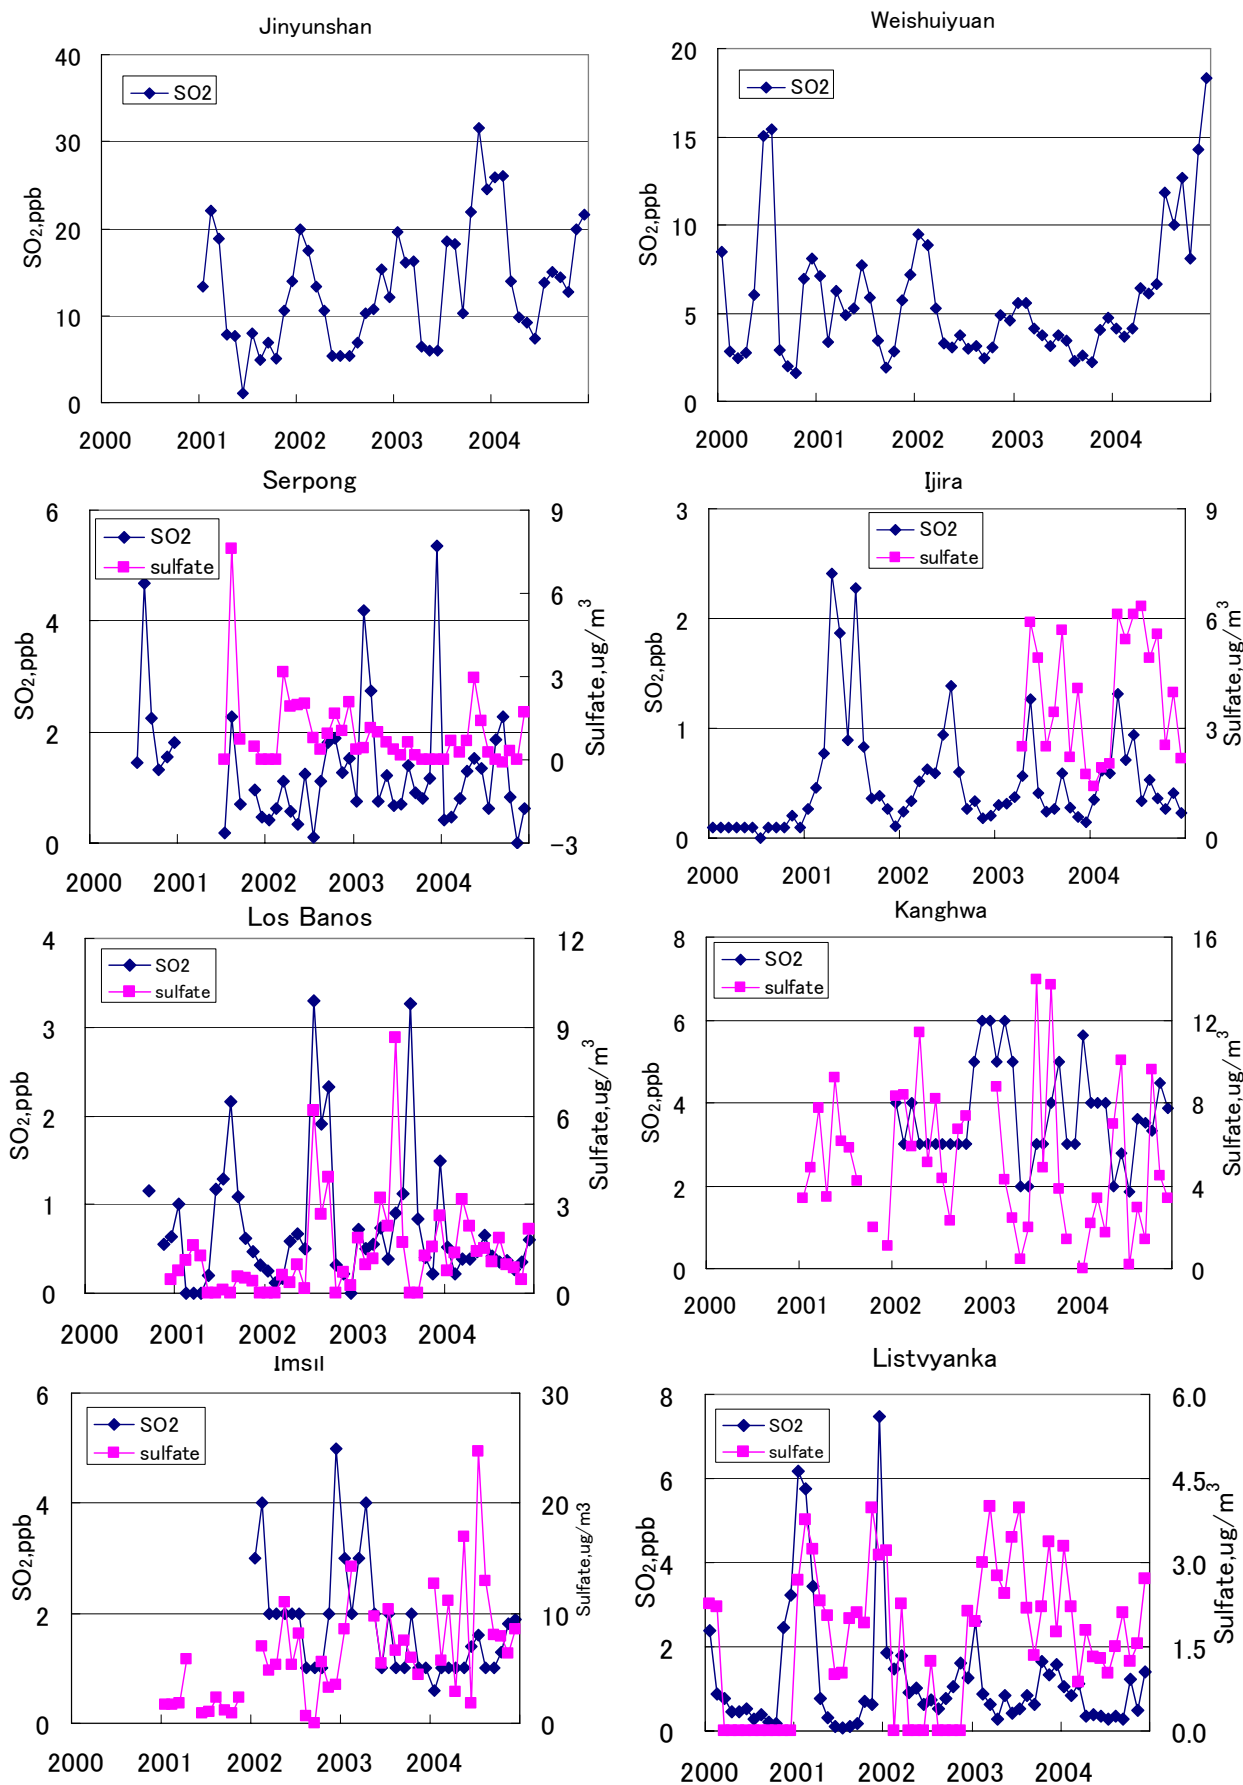 Jinyunshan
SO2,ppb
40
30
20
10
0
SO2
2000 2001 2002 2003 2004
Weishuiyuan
SO2,ppb
20
15
10
5
0
SO2
2000 2001 2002 2003 2004
Serpong
SO2,ppb
6
4
2
0
SO2
sulfate
9
6
3
0
−3
Sulfate,ug/m3
2000 2001 2002 2003 2004
Ijira
SO2,ppb
3
2
1
0
SO2
sulfate
9
6
3
0
Sulfate,ug/m3
2000 2001 2002 2003 2004
Los Banos
SO2,ppb
4
3
2
1
0
SO2
sulfate
12
9
6
3
0
Sulfate,ug/m3
2000 2001 2002 2003 2004
Kanghwa
SO2,ppb
8
6
4
2
0
SO2
sulfate
16
12
8
4
0
Sulfate,ug/m3
2000 2001 2002 2003 2004
Imsil
SO2,ppb
6
4
2
0
SO2
sulfate
30
20
10
0
Sulfate,ug/m3
2000 2001 2002 2003 2004
Listvyanka
SO2,ppb
8
6
4
2
0
SO2
sulfate
6.0
4.5
3.0
1.5
0.0
Sulfate,ug/m3
2000 2001 2002 2003 2004